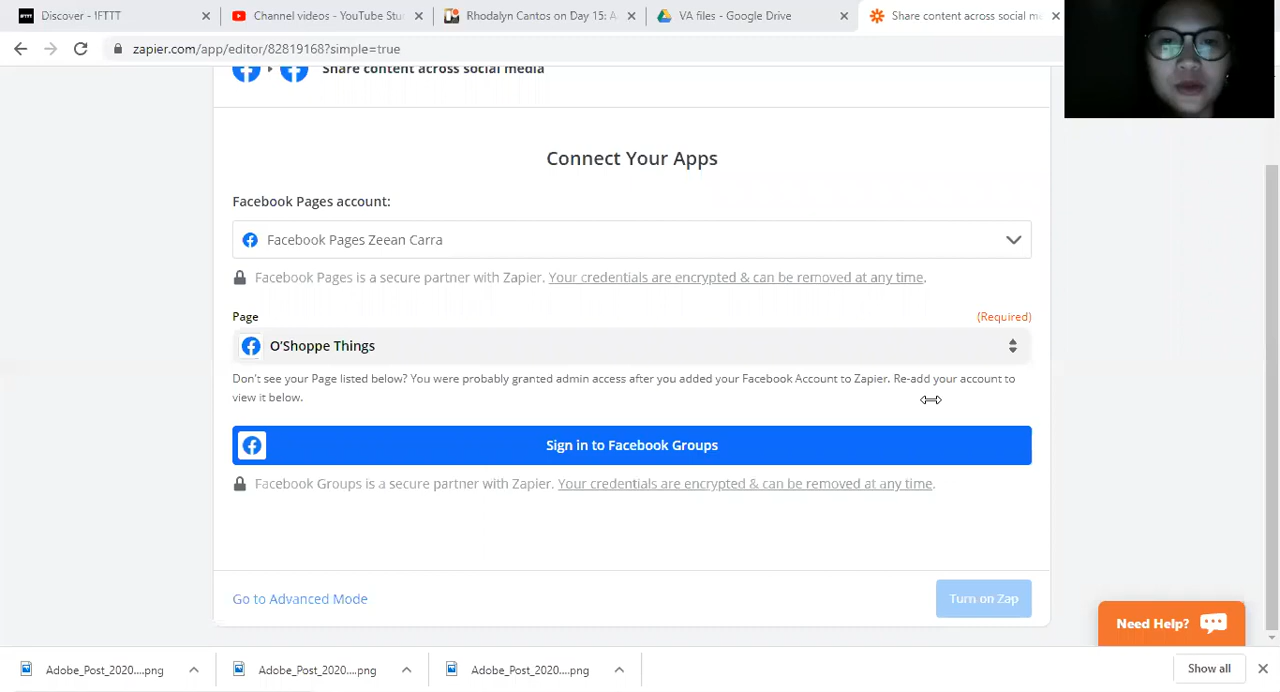 Discover - IFTTT
Channel videos - YouTube Stu
Rhodalyn Cantos on Day 15: A
VA files - Google Drive
Share content across social me
zapier.com/app/editor/82819168?simple=true
Share content across social media
Connect Your Apps
Facebook Pages account:
Facebook Pages Zeean Carra
Facebook Pages is a secure partner with Zapier. Your credentials are encrypted & can be removed at any time.
Page
(Required)
O'Shoppe Things
Don't see your Page listed below? You were probably granted admin access after you added your Facebook Account to Zapier. Re-add your account to
view it below.
Sign in to Facebook Groups
Facebook Groups is a secure partner with Zapier. Your credentials are encrypted & can be removed at any time.
Go to Advanced Mode
Turn on Zap
Need Help?
Adobe_Post_2020....png
Adobe_Post_2020....png
Adobe_Post_2020....png
Show all